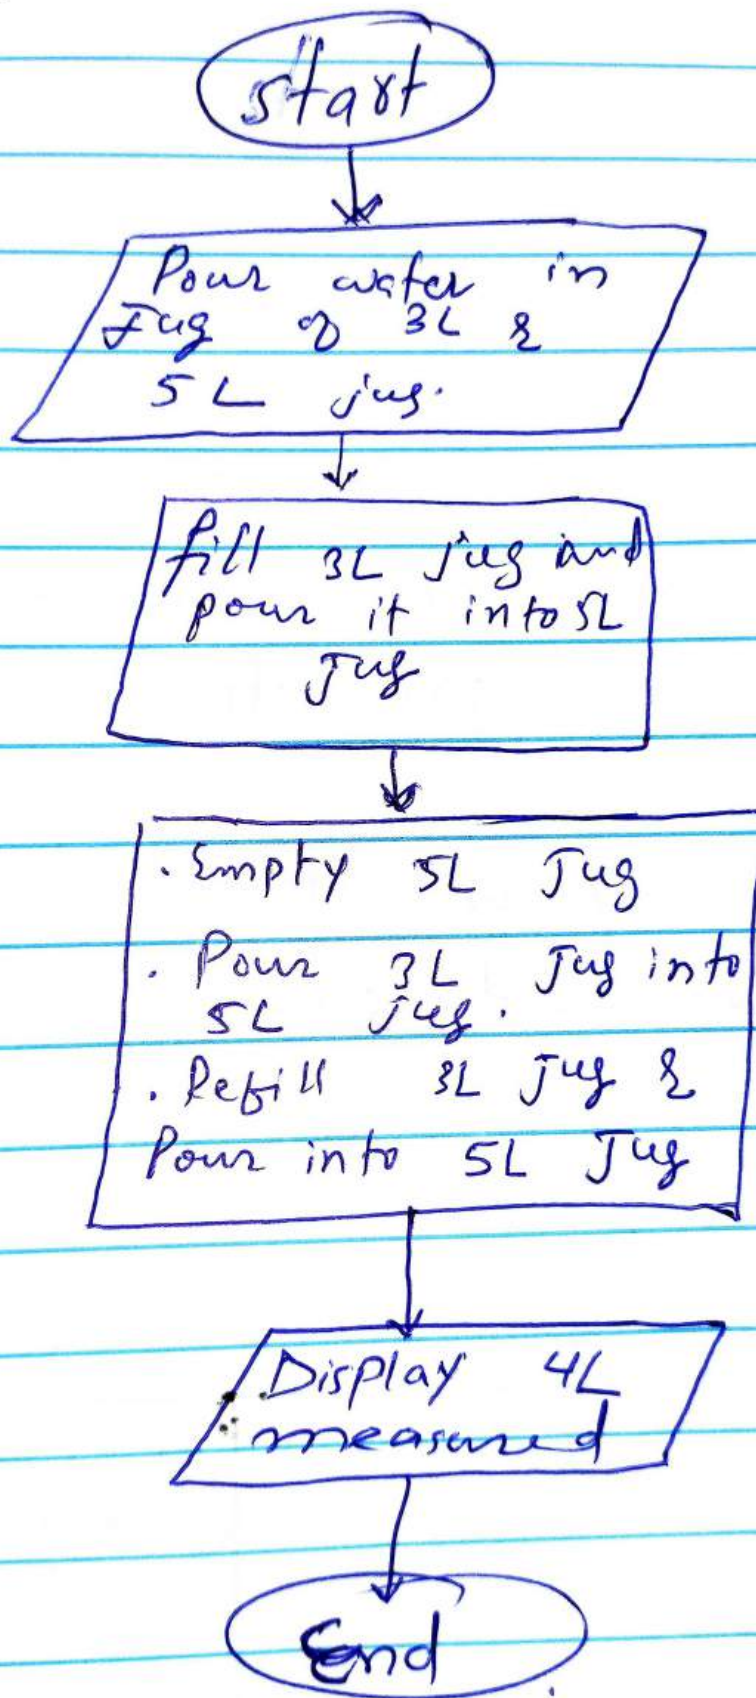 Start
Pour water in
Jug of 3L &
5L jug.
fill 3L jug and
pour it into 5L
Jug
. Empty 5L Jug
. Pour 3L Jug into
5L jug.
. Refill 3L Jug &
Pour into 5L Jug
Display 4L
measured
End